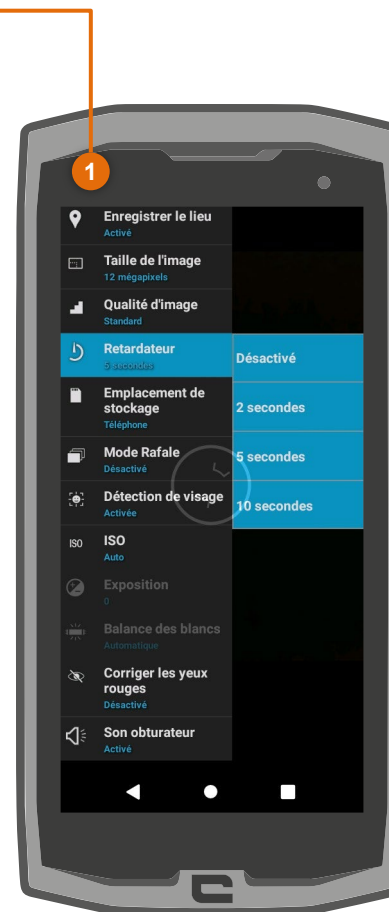 1
Enregistrer le lieu
Activé
Taille de l'image
12 mégapixels
Qualité d'image
Standard
Retardateur
5 secondes
Désactivé
Emplacement de
stockage
Téléphone
2 secondes
Mode Rafale
Désactivé
5 secondes
Détection de visage
Activée
10 secondes
ISO
ISO
Auto
Exposition
0
Balance des blancs
Automatique
Corriger les yeux
rouges
Désactivé
Son obturateur
Activé